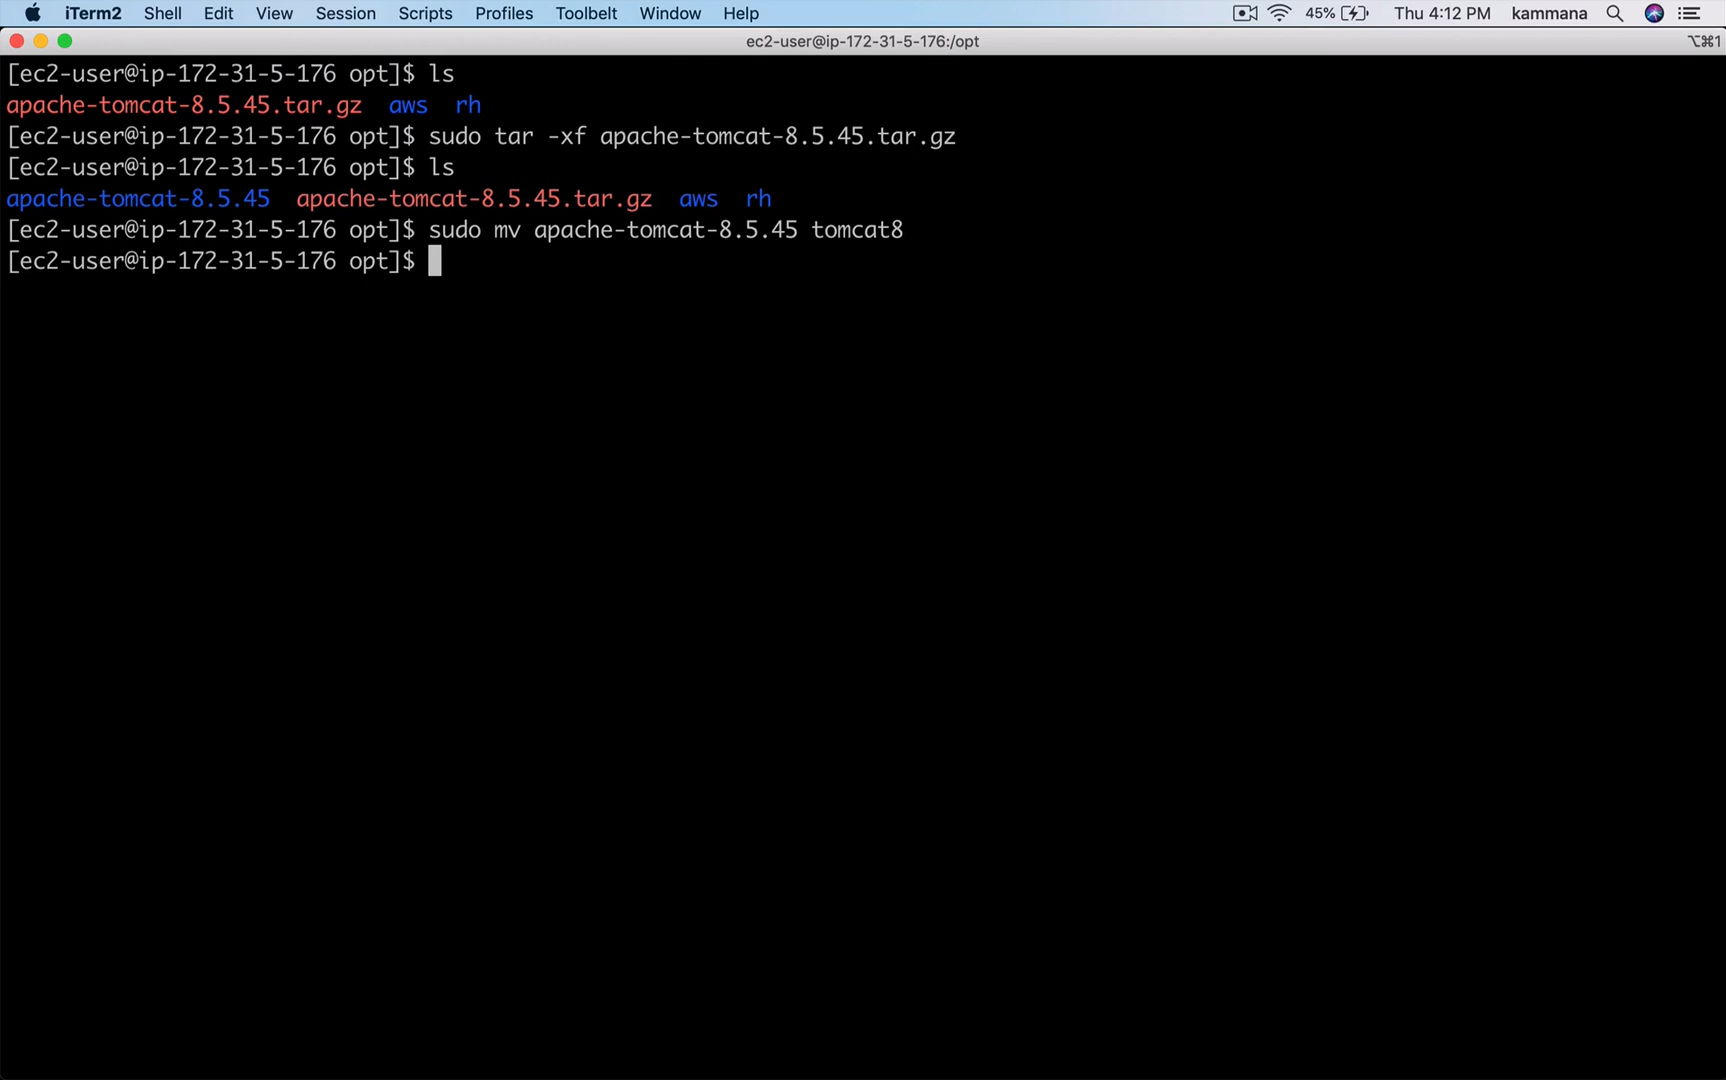 iTerm2 Shell Edit View Session Scripts Profiles Toolbelt Window Help 45% Thu 4:12 PM kammana
ec2-user@ip-172-31-5-176:/opt ⌥⌘1
[ec2-user@ip-172-31-5-176 opt]$ ls
apache-tomcat-8.5.45.tar.gz aws rh
[ec2-user@ip-172-31-5-176 opt]$ sudo tar -xf apache-tomcat-8.5.45.tar.gz
[ec2-user@ip-172-31-5-176 opt]$ ls
apache-tomcat-8.5.45 apache-tomcat-8.5.45.tar.gz aws rh
[ec2-user@ip-172-31-5-176 opt]$ sudo mv apache-tomcat-8.5.45 tomcat8
[ec2-user@ip-172-31-5-176 opt]$